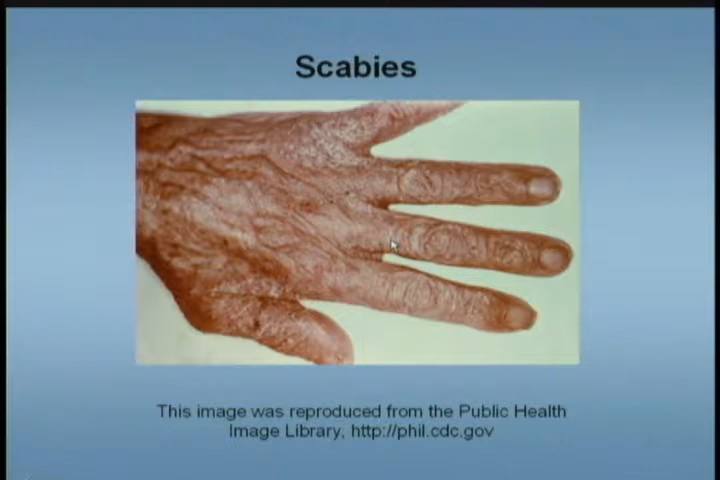 Scabies
This image was reproduced from the Public Health
Image Library, http://phil.cdc.gov